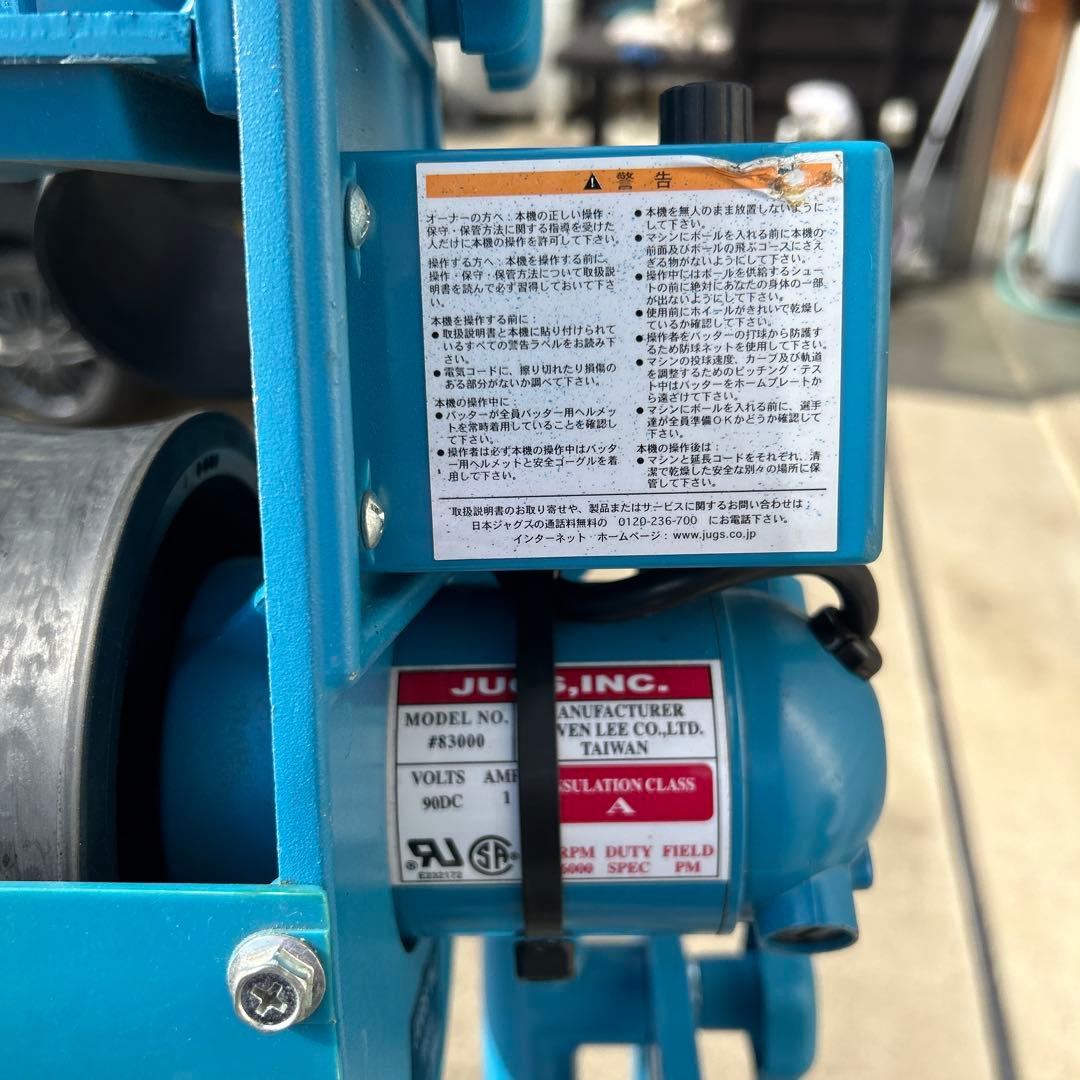 警告
オーナーの方へ：本機の正しい操作・
保守・保管方法に関する指導を受けた
人だけに本機の操作を許可して下さい。
操作する方へ：本機を操作する前に、
操作・保守・保管方法について取扱説
明書を読んで必ず習得しておいて下さ
い。
本機を操作する前に：
●取扱説明書と本機に貼り付けられて
いるすべての警告ラベルをお読み下
さい。
●電気コードに、擦り切れたり損傷の
ある部分がないか調べて下さい。
本機の操作中に：
●バッターが全員バッター用ヘルメッ
トを常時着用していることを確認し
て下さい。
●操作者は必ず本機の操作中はバッタ
ー用ヘルメットと安全ゴーグルを着
用して下さい。
●本機を無人のまま放置しないように
して下さい。
●マシンにボールを入れる前に本機の
前面及びボールの飛ぶコースにさえ
ぎる物がないようにして下さい。
●操作中にはボールを供給するシュー
トの前に絶対にあなたの身体の一部
が出ないようにして下さい。
●使用前にホイールがきれいで乾燥し
ているか確認して下さい。
●操作者をバッターの打球から防護す
るため防球ネットを使用して下さい。
●マシンの投球速度、カーブ及び軌道
を調整するためのピッチング・テス
ト中はバッターをホームプレートか
ら遠ざけて下さい。
●マシンにボールを入れる前に、選手
達が全員準備OKかどうか確認して
下さい。
本機の操作後は：
●マシンと延長コードをそれぞれ、清
潔で乾燥した安全な別々の場所に保
管して下さい。
取扱説明書のお取り寄せや、製品またはサービスに関するお問い合わせは：
日本ジャグスの通話料無料の 0120-236-700 にお電話下さい。
インターネット・ホームページ：www.jugs.co.jp
JUGS,INC.
MODEL NO.
#83000
ANUFACTURER
VEN LEE CO.,LTD.
TAIWAN
VOLTS AM
90DC 1
SULATION CLASS
A
RPM DUTY FIELD
000 SPEC PM
E232172